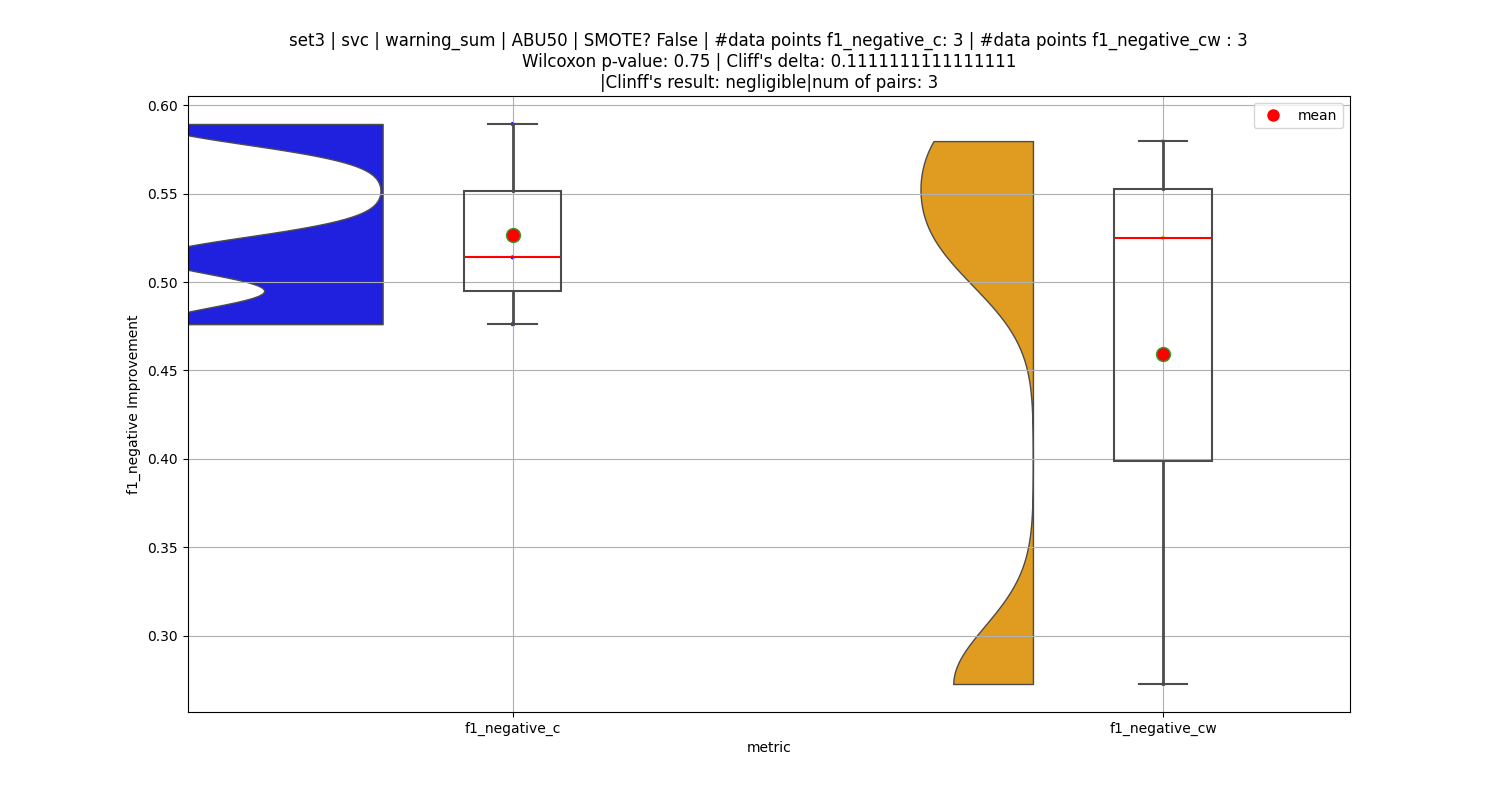 set3 | svc | warning_sum | ABU50 | SMOTE? False | #data points f1_negative_c: 3 | #data points f1_negative_cw : 3
Wilcoxon p-value: 0.75 | Cliff's delta: 0.1111111111111111
|Clinff's result: negligible|num of pairs: 3
mean
0.60
0.55
0.50
0.45
0.40
0.35
0.30
f1_negative Improvement
f1_negative_c
f1_negative_cw
metric